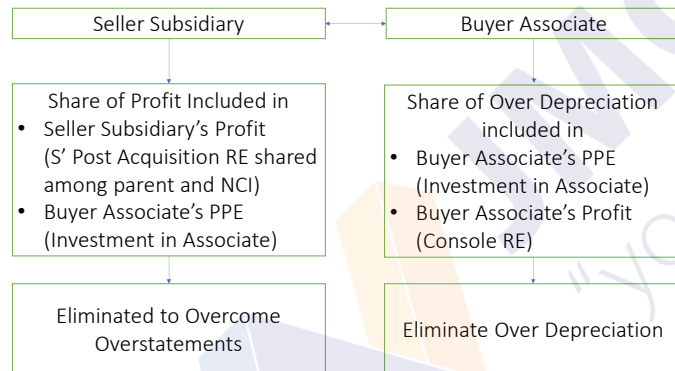 Seller Subsidiary
Buyer Associate
Share of Profit Included in
• Seller Subsidiary's Profit
(S' Post Acquisition RE shared
among parent and NCI)
• Buyer Associate's PPE
(Investment in Associate)
Share of Over Depreciation
included in
• Buyer Associate's PPE
(Investment in Associate)
• Buyer Associate's Profit
(Console RE)
Eliminated to Overcome
Overstatements
Eliminate Over Depreciation